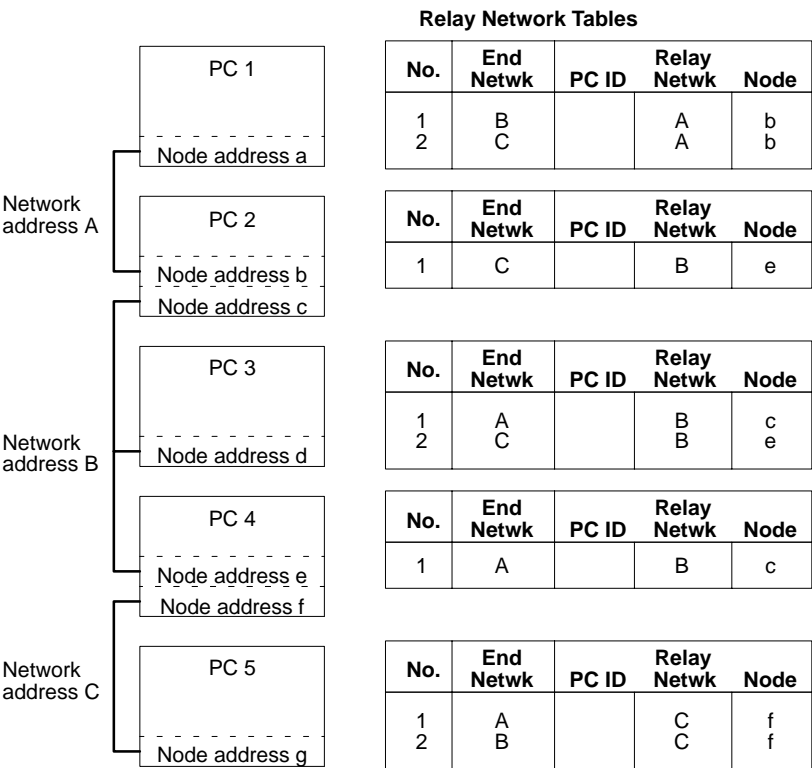 Relay Network Tables
PC 1
Node address a
No. End Netwk PC ID Relay Netwk Node
1 B A b
2 C A b
Network address A
PC 2
Node address b
Node address c
No. End Netwk PC ID Relay Netwk Node
1 C B e
PC 3
Node address d
No. End Netwk PC ID Relay Netwk Node
1 A B c
2 C B e
Network address B
PC 4
Node address e
Node address f
No. End Netwk PC ID Relay Netwk Node
1 A B c
Network address C
PC 5
Node address g
No. End Netwk PC ID Relay Netwk Node
1 A C f
2 B C f